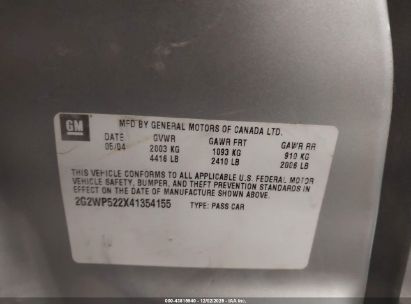 GM
MFD BY GENERAL MOTORS OF CANADA LTD.
DATE GVWR GAWR FRT GAWR RR
05/04 2003 KG 1093 KG 910 KG
4416 LB 2410 LB 2006 LB
THIS VEHICLE CONFORMS TO ALL APPLICABLE U.S. FEDERAL MOTOR
VEHICLE SAFETY, BUMPER, AND THEFT PREVENTION STANDARDS IN
EFFECT ON THE DATE OF MANUFACTURE SHOWN ABOVE.
2G2WP522X41354155 TYPE: PASS CAR